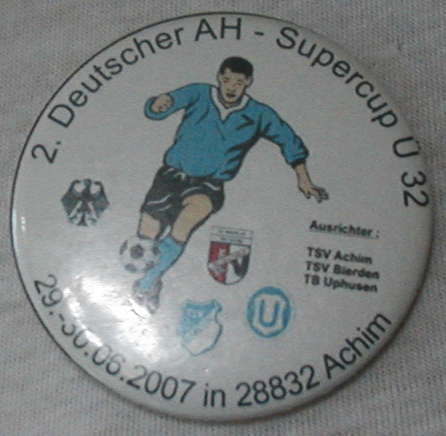 2. Deutscher AH - Supercup Ü 32
Ausrichter :
TSV Achim
TSV Bierden
TB Uphusen
29.-30.06.2007 in 28832 Achim